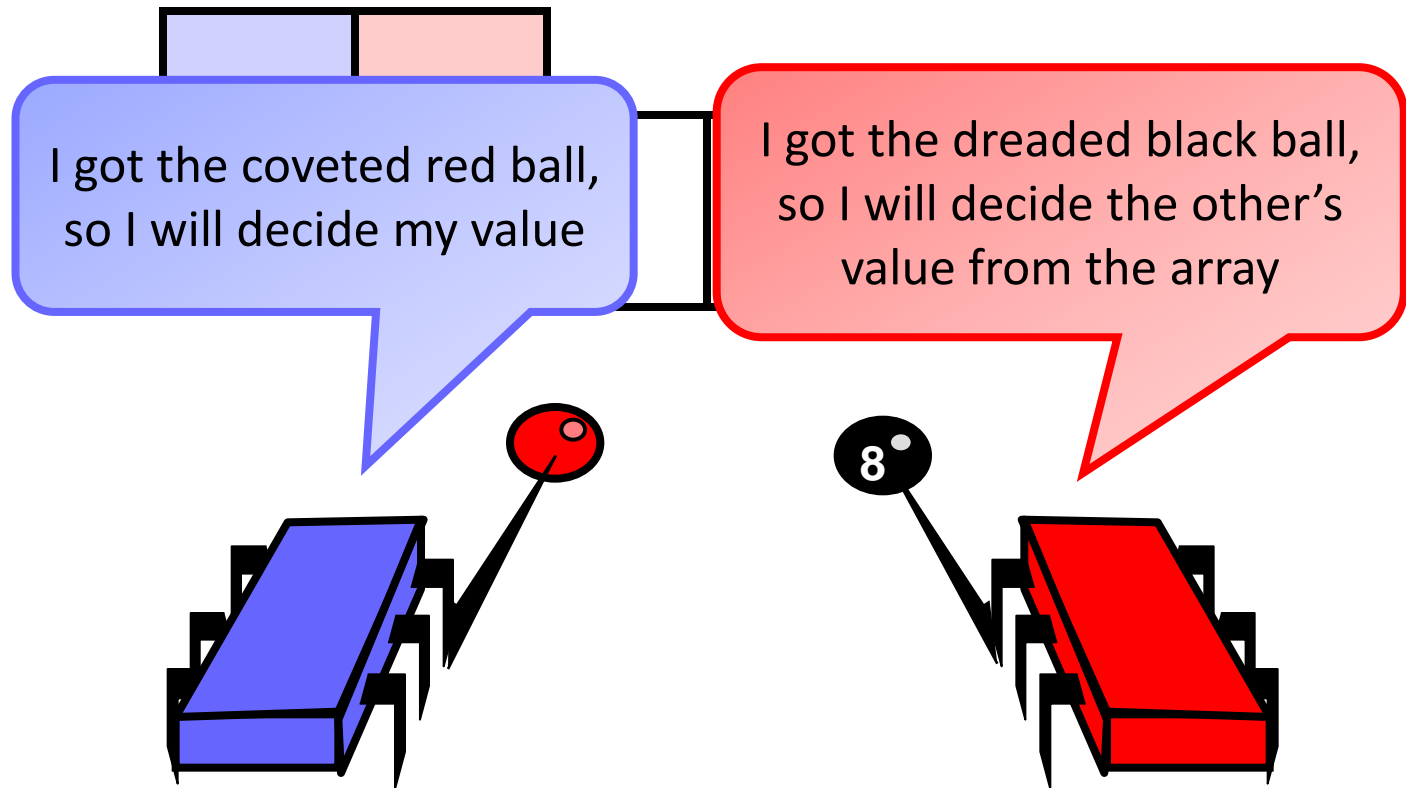 I got the coveted red ball,
so I will decide my value
I got the dreaded black ball,
so I will decide the other’s
value from the array
8